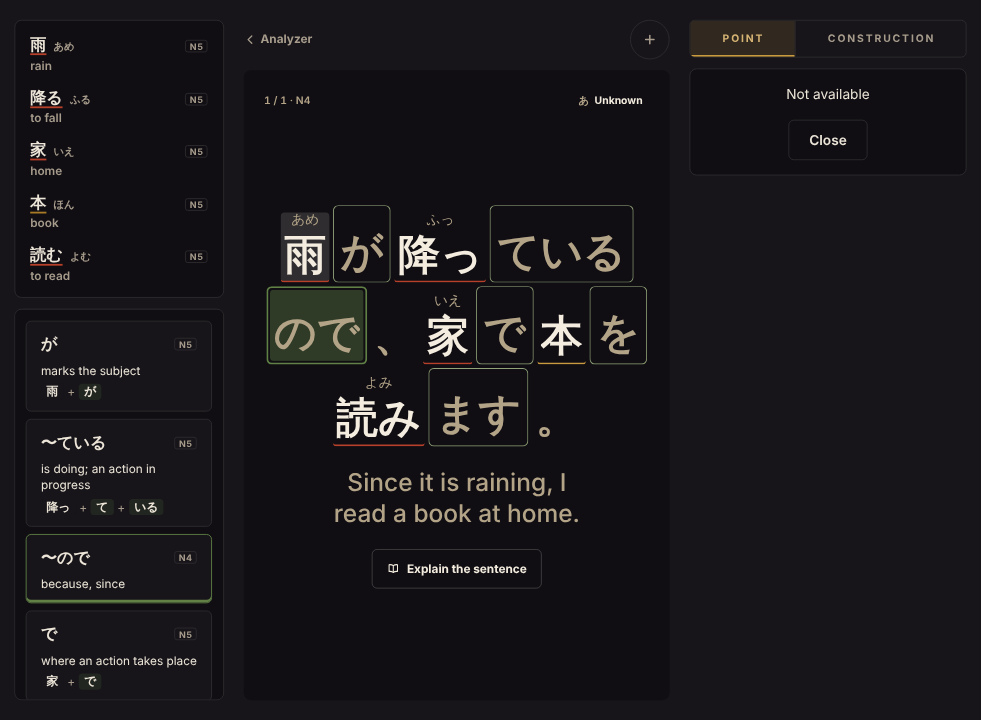 雨 あめ N5
rain
降る ふる N5
to fall
家 いえ N5
home
本 ほん N5
book
読む よむ N5
to read
が N5
marks the subject
雨 + が
〜ている N5
is doing; an action in
progress
降っ + て + いる
〜ので N4
because, since
で N5
where an action takes place
家 + で
Analyzer
+
1 / 1 · N4
あ Unknown
あめ ふっ
雨が降っている
いえ
ので、家で本を
よみ
読みます。
Since it is raining, I
read a book at home.
Explain the sentence
POINT CONSTRUCTION
Not available
Close